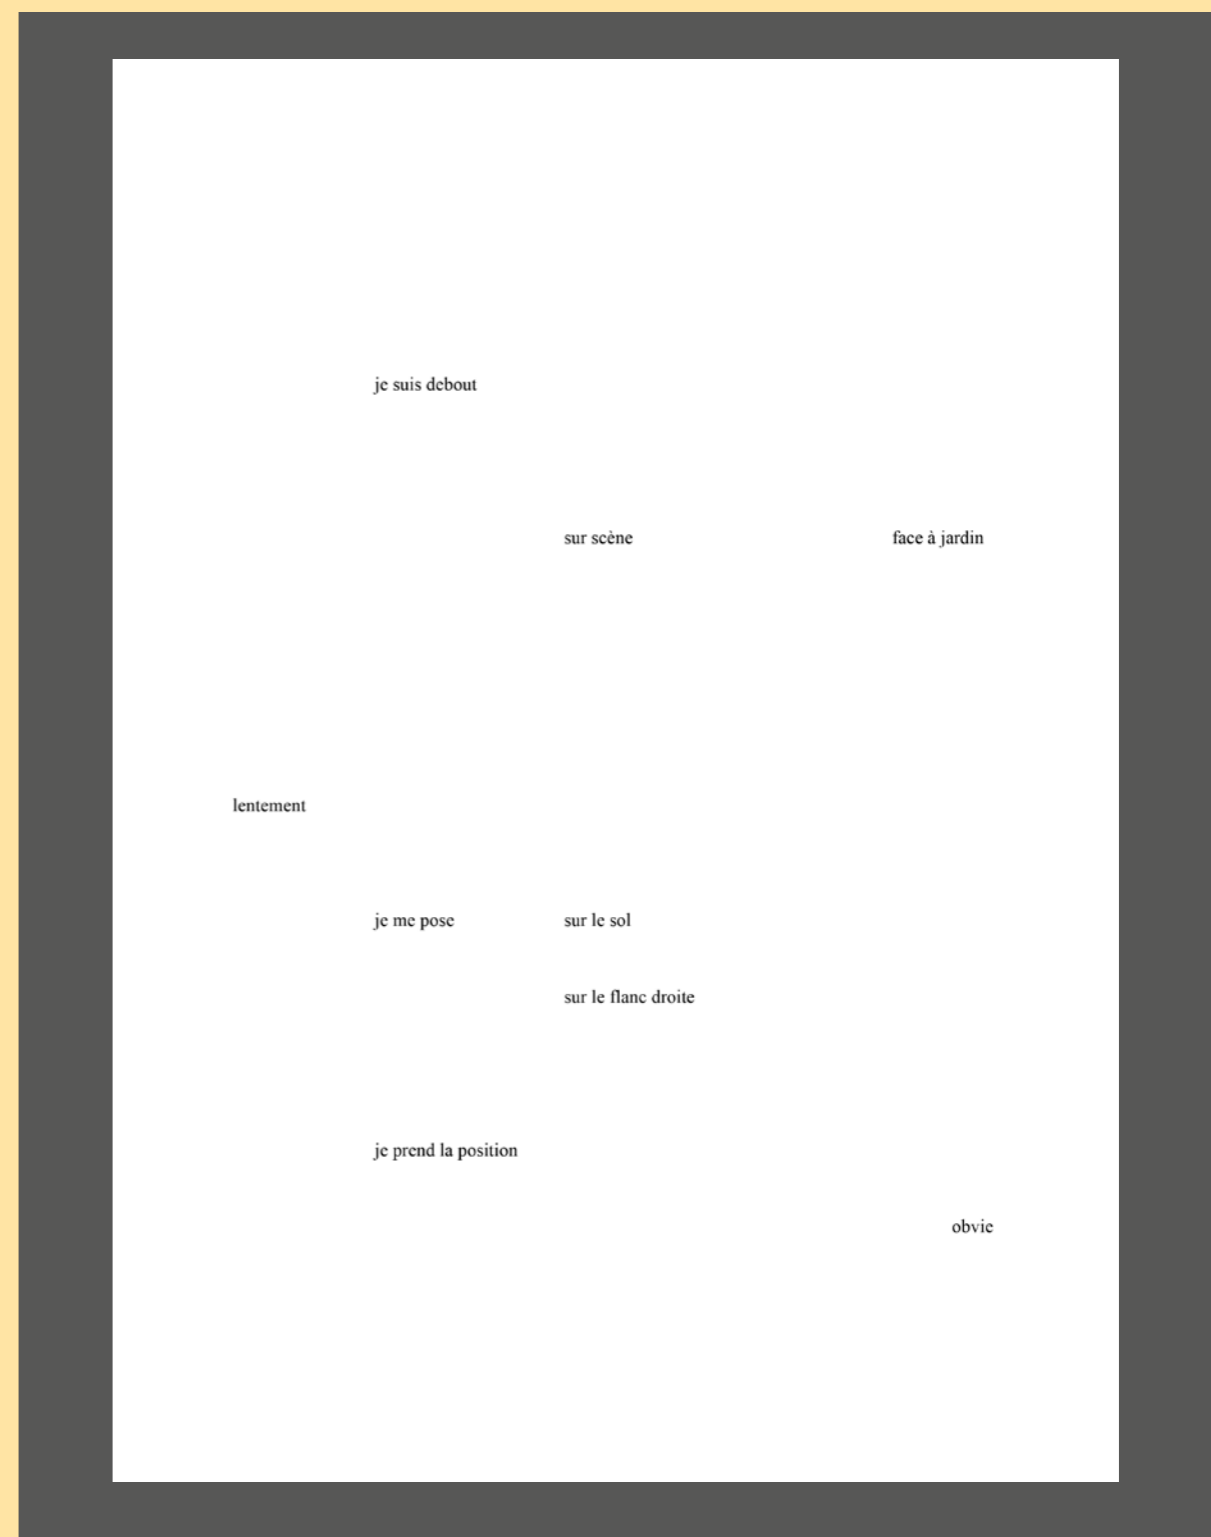 je suis debout
sur scène face à jardin
lentement
je me pose sur le sol
sur le flanc droite
je prend la position
obvie